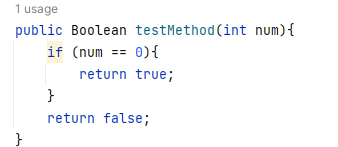 1 usage
public Boolean testMethod(int num){
    if (num == 0){
        return true;
    }
    return false;
}